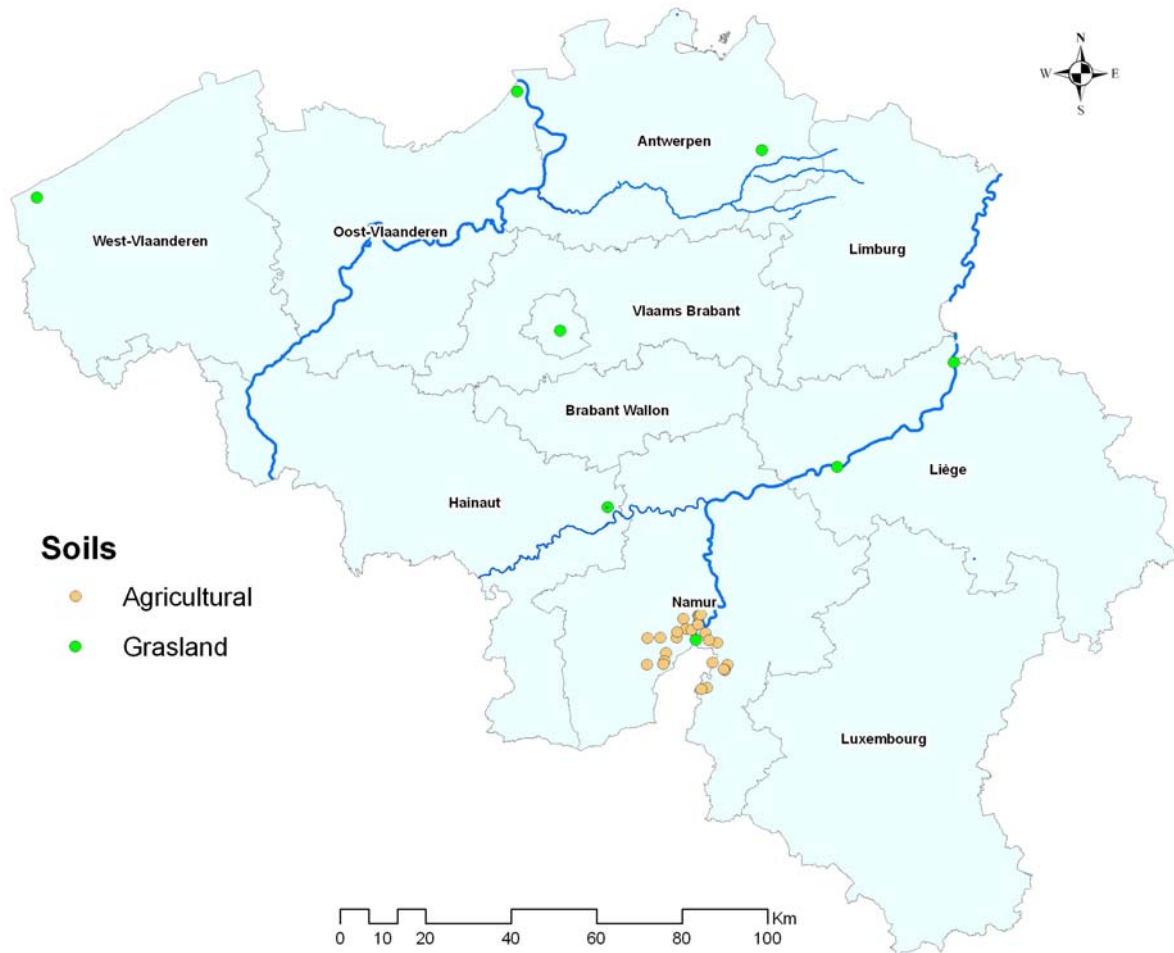 N
W E
S
Antwerpen
West-Vlaanderen
Oost-Vlaanderen
Limburg
Vlaams Brabant
Brabant Wallon
Liège
Hainaut
Soils
Agricultural
Namur
Grasland
Luxembourg
Km
0 10 20 40 60 80 100